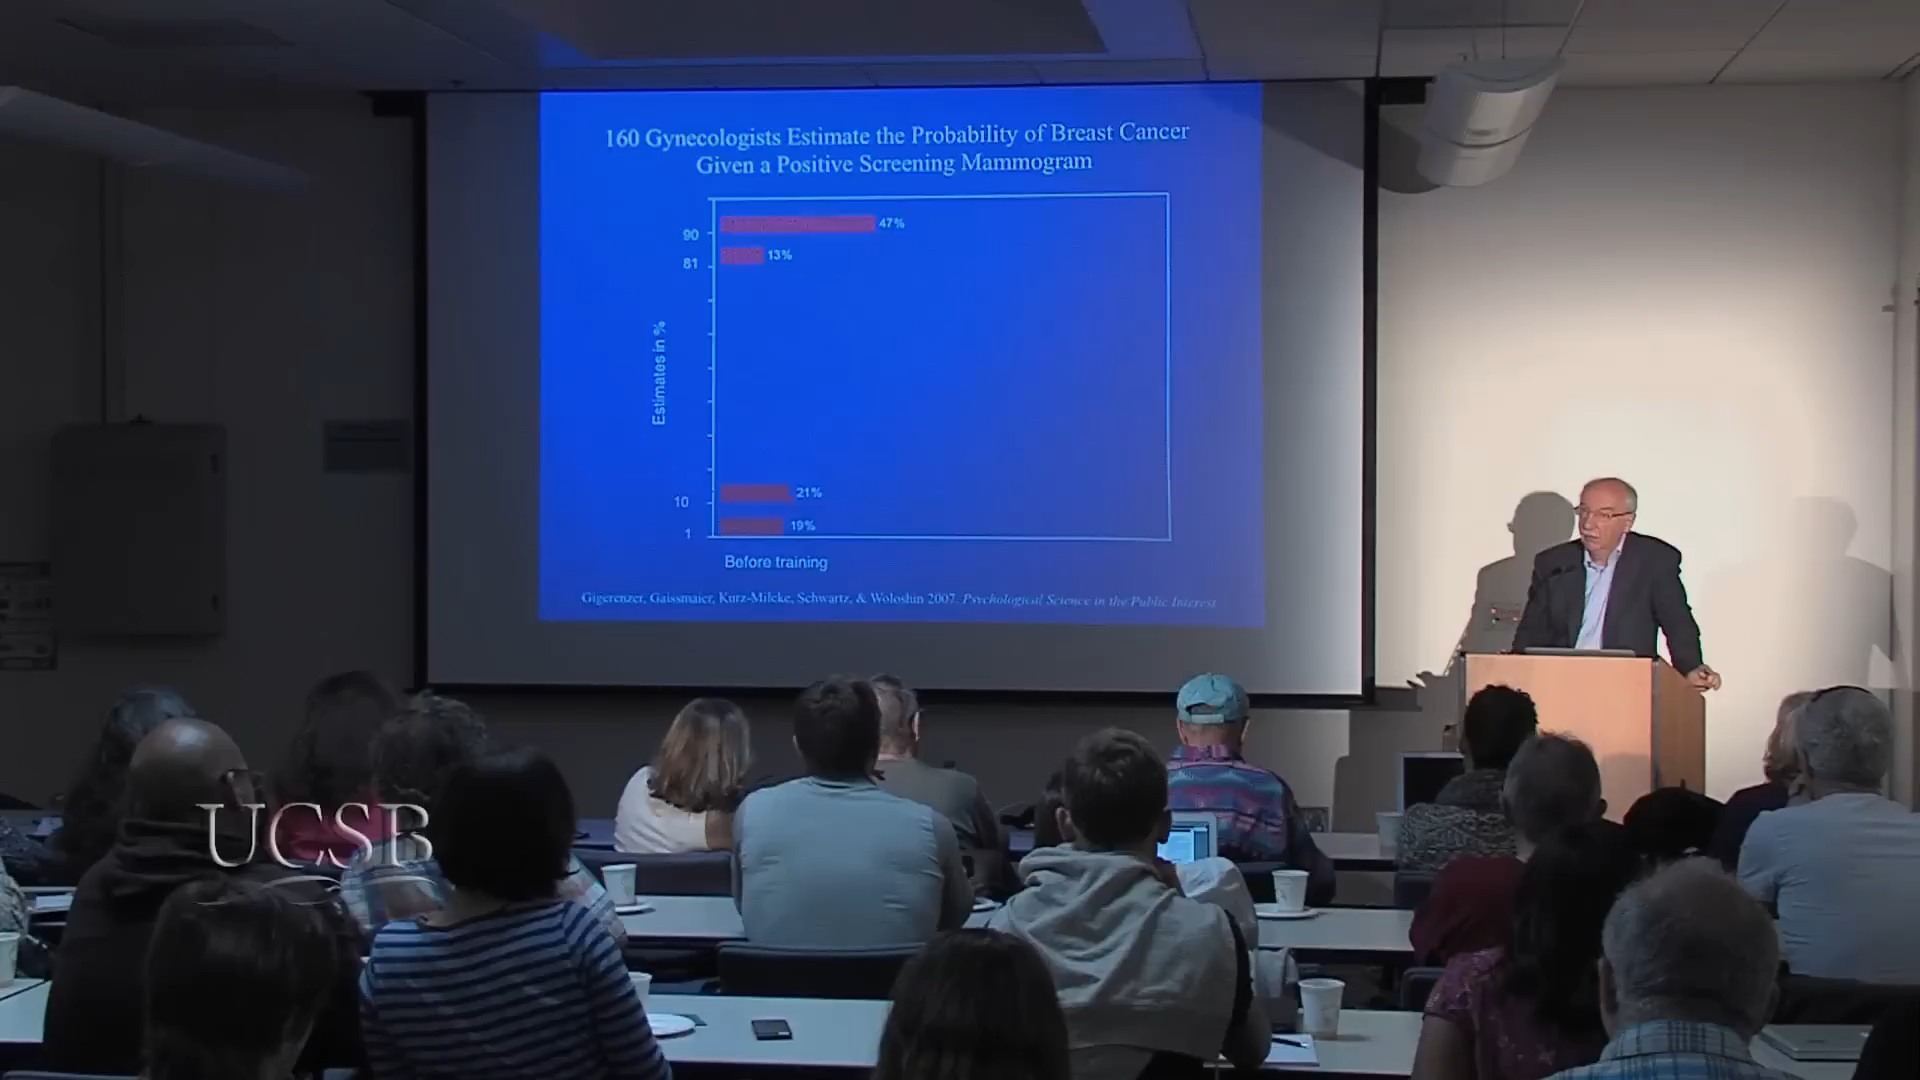 160 Gynecologists Estimate the Probability of Breast Cancer
Given a Positive Screening Mammogram
47%
90
13%
81
Estimates in %
21%
10
19%
1
Before training
Gigerenzer, Gaissmaier, Kurz-Milcke, Schwartz, & Woloshin 2007. Psychological Science in the Public Interest
UCSB